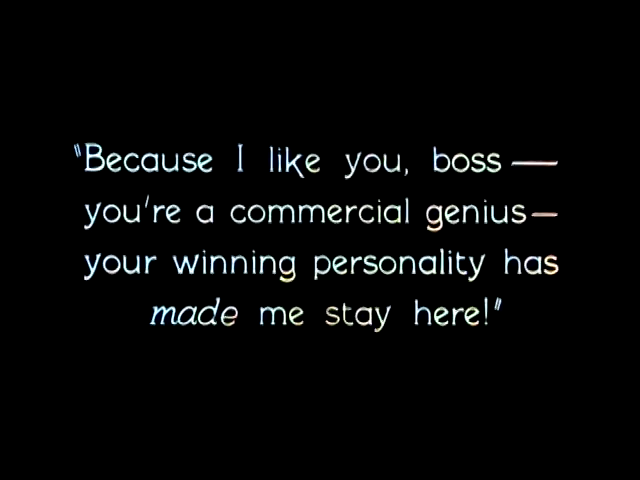 "Because I like you, boss —
you're a commercial genius —
your winning personality has
made me stay here!"